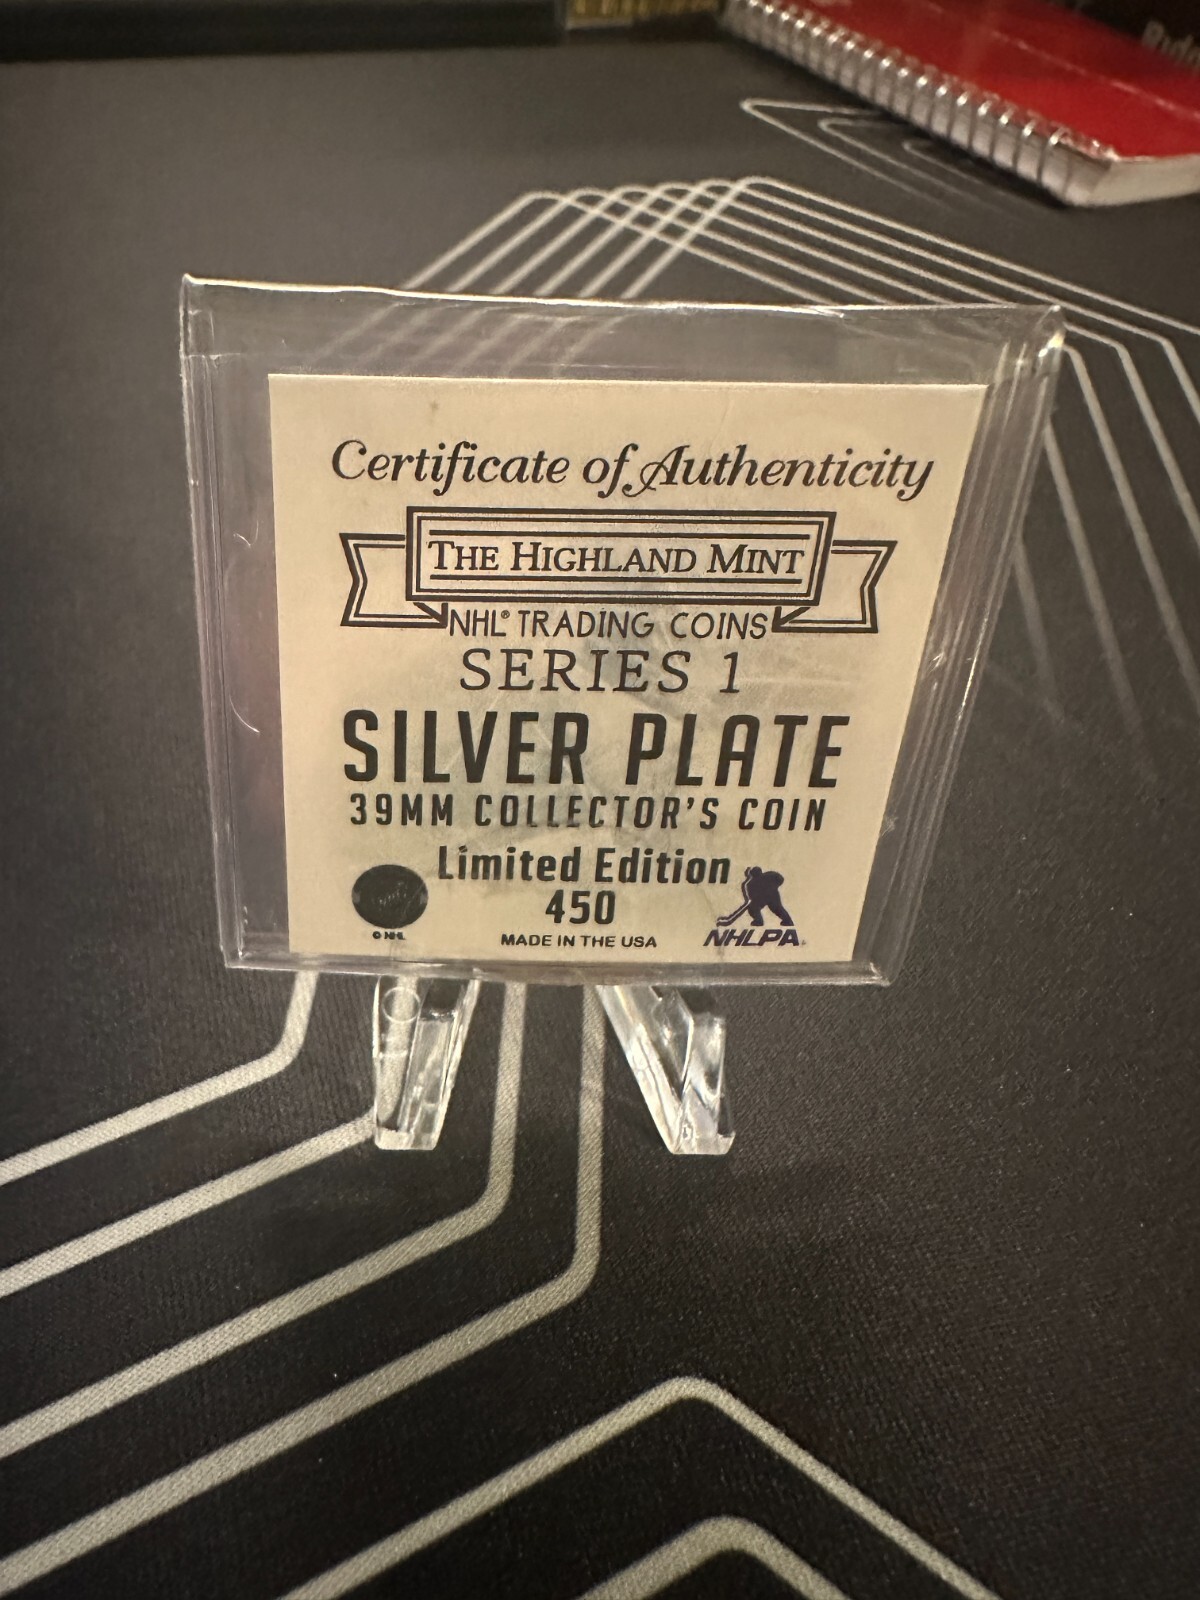 Certificate of Authenticity
THE HIGHLAND MINT
NHL® TRADING COINS
SERIES 1
SILVER PLATE
39MM COLLECTOR'S COIN
Limited Edition
450
© NHL
MADE IN THE USA
NHLPA